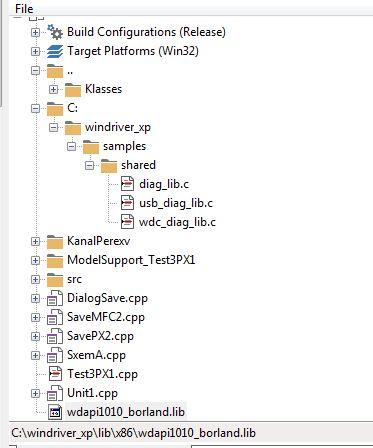 File
Build Configurations (Release)
Target Platforms (Win32)
..
Klasses
C:
windriver_xp
samples
shared
diag_lib.c
usb_diag_lib.c
wdc_diag_lib.c
KanalPerexv
ModelSupport_Test3PX1
src
DialogSave.cpp
SaveMFC2.cpp
SavePX2.cpp
SxemA.cpp
Test3PX1.cpp
Unit1.cpp
wdapi1010_borland.lib
C:\windriver_xp\lib\x86\wdapi1010_borland.lib